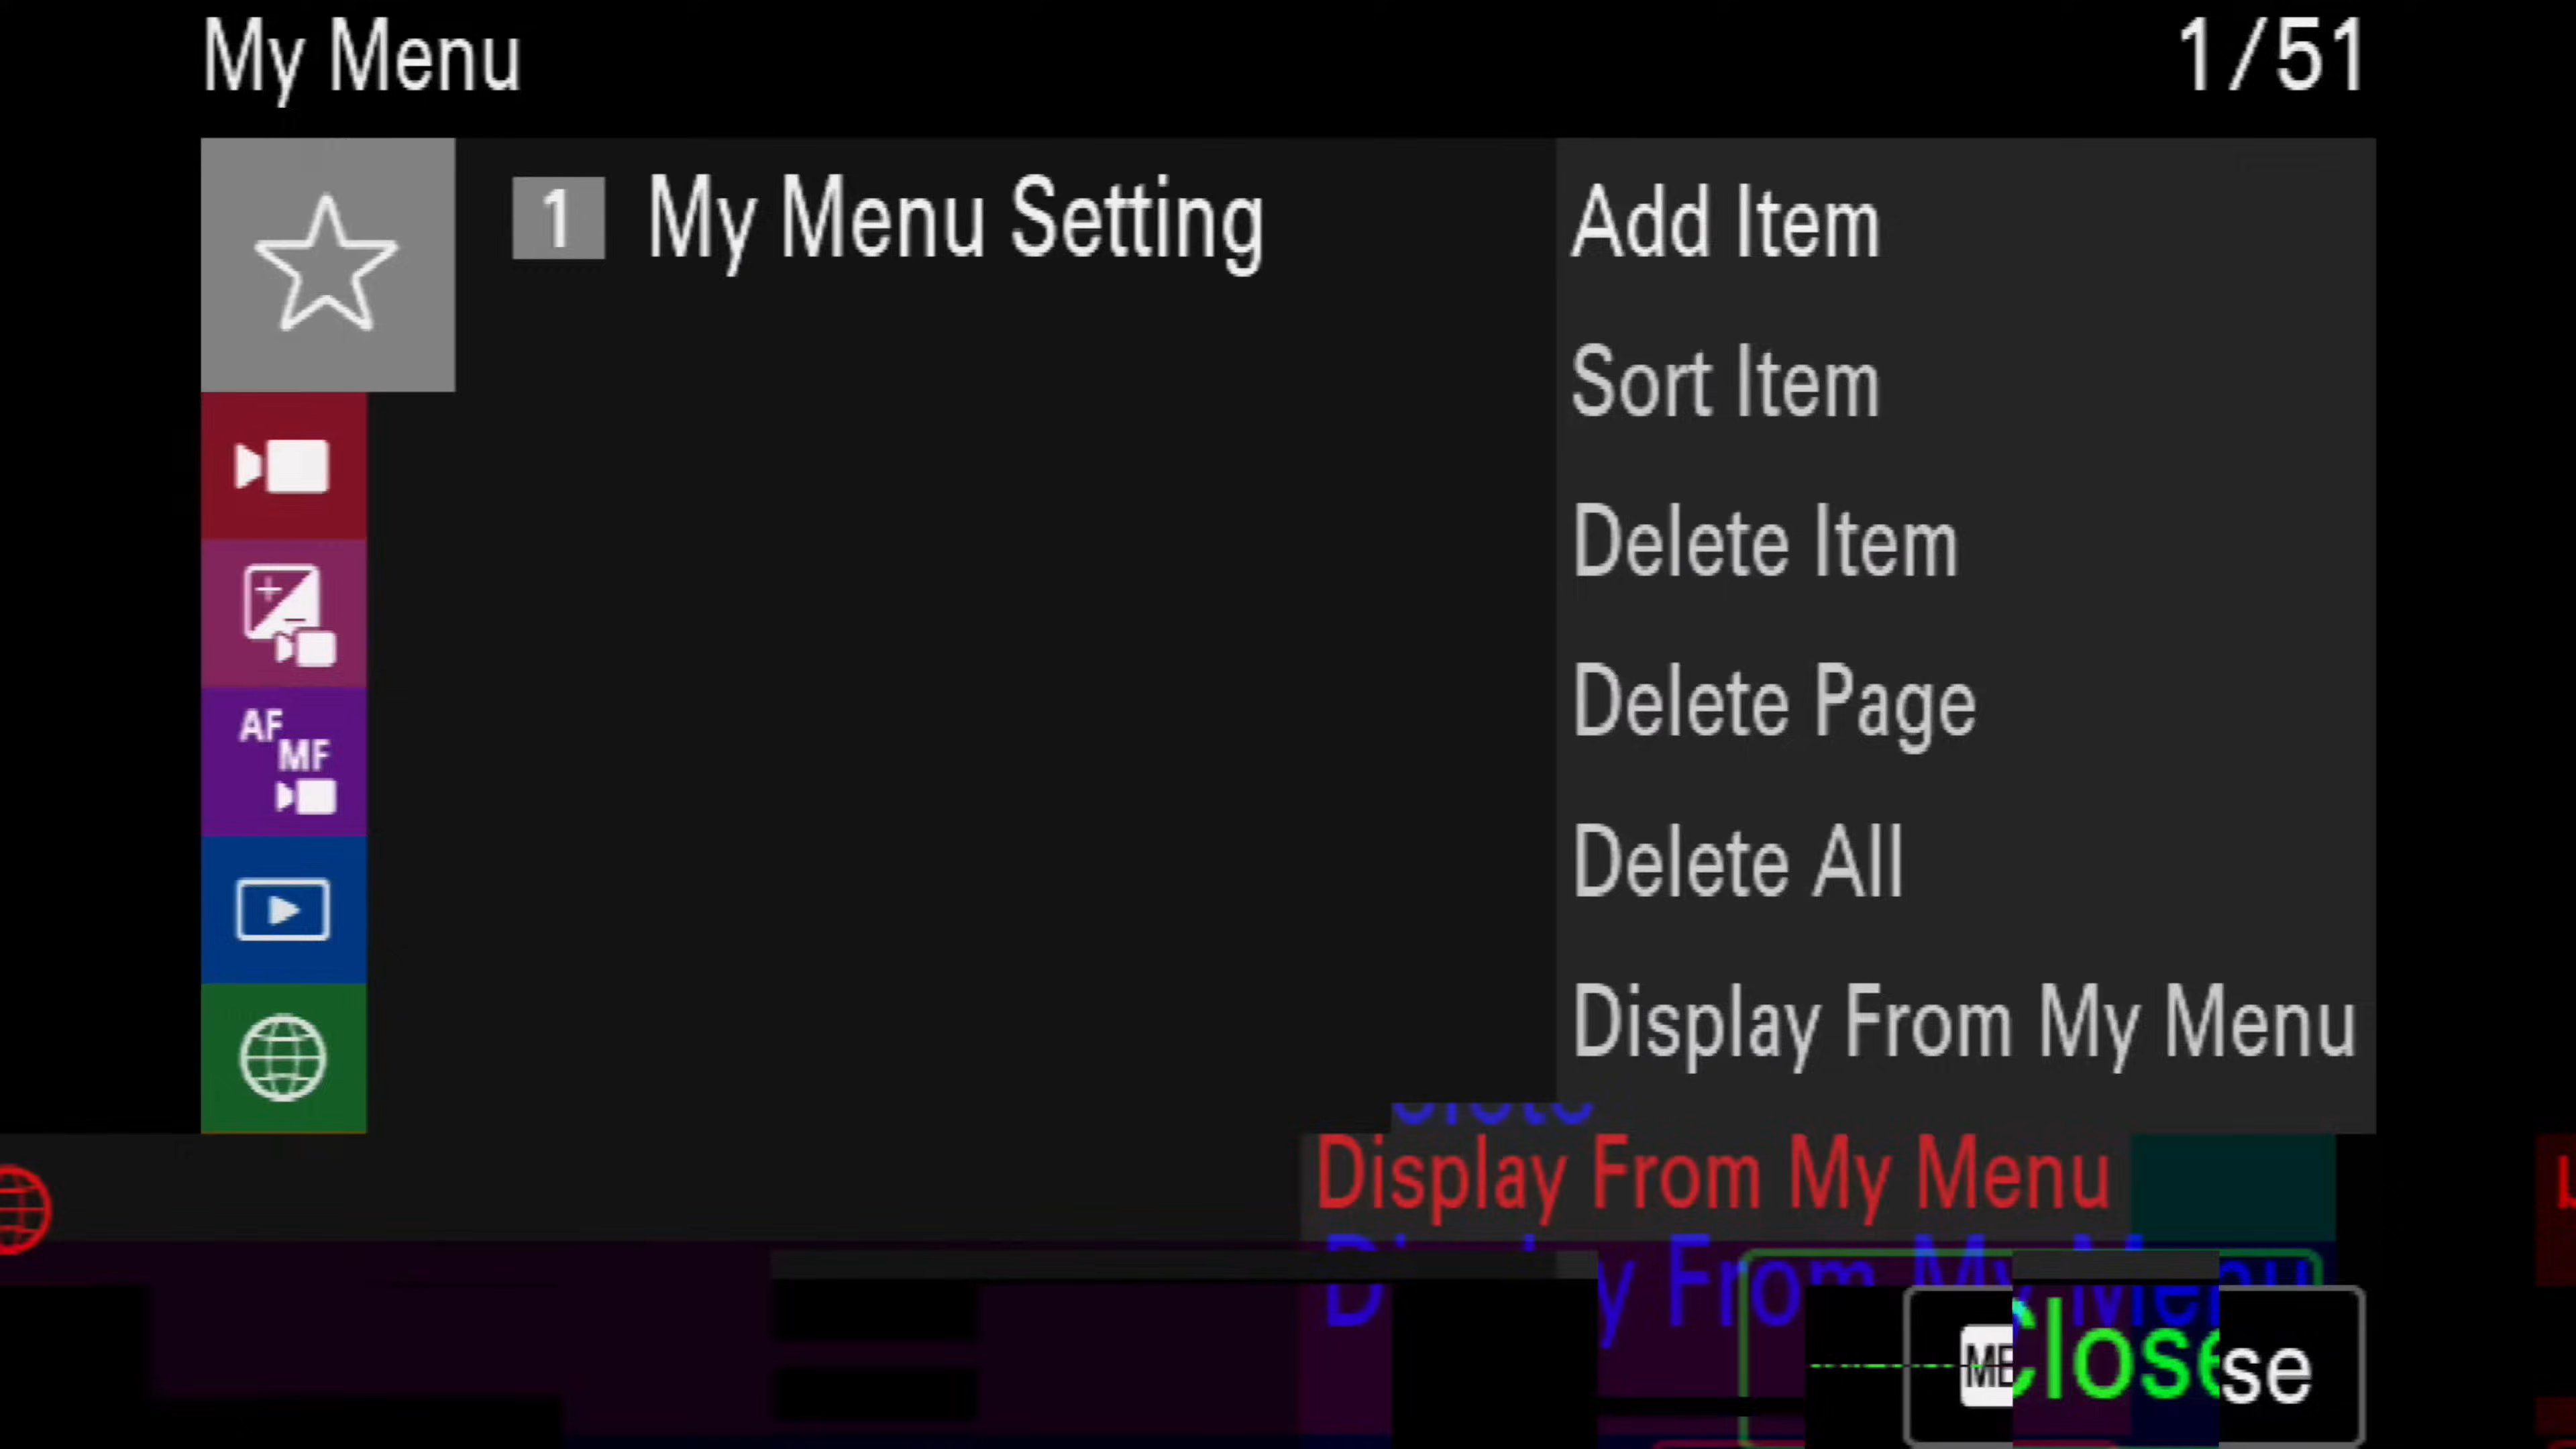 My Menu 1/51
1 My Menu Setting
Add Item
Sort Item
Delete Item
Delete Page
Delete All
Display From My Menu
AF
MF
Display From My Menu
Close